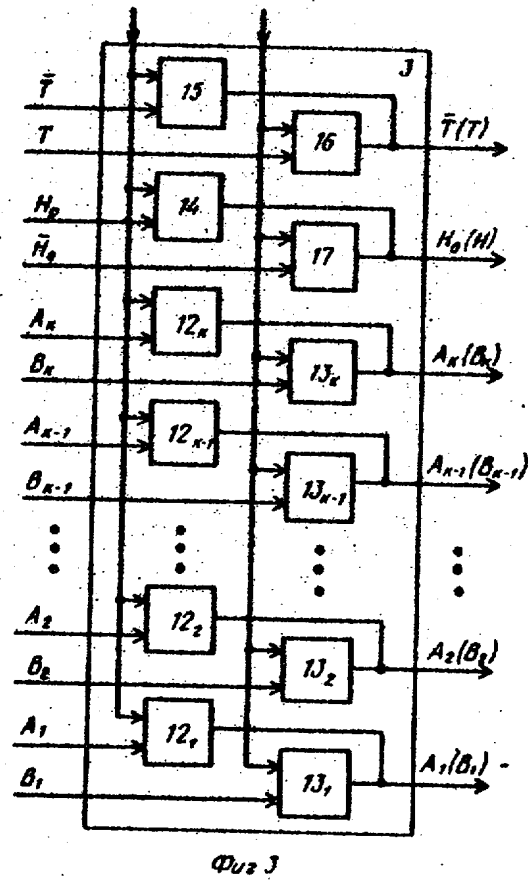 3
T̄
15
T
16
T̄(T)
H₀
14
H̄₀
17
H₀(H)
Aₖ
12ₖ
Bₖ
13ₖ
Aₖ(Bₖ)
Aₖ₋₁
12ₖ₋₁
Bₖ₋₁
13ₖ₋₁
Aₖ₋₁(Bₖ₋₁)
A₂
12₂
B₂
13₂
A₂(B₂)
A₁
12₁
B₁
13₁
A₁(B₁)
Фиг 3